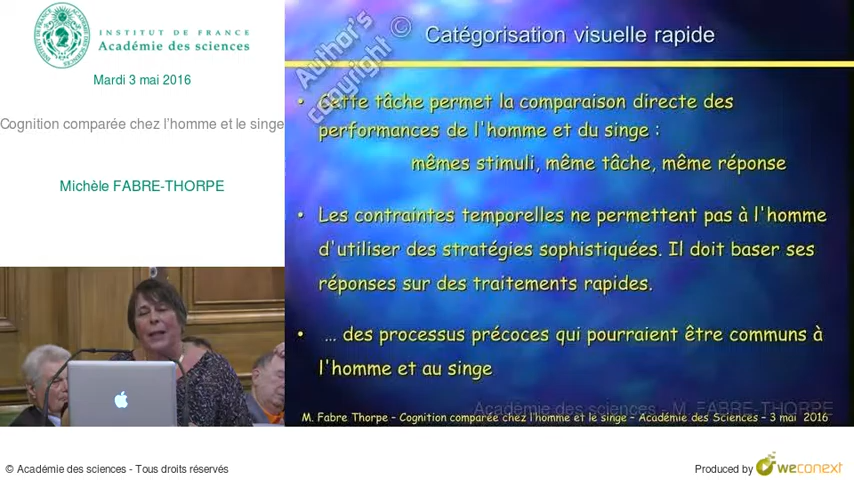 INSTITUT DE FRANCE
Académie des sciences
Mardi 3 mai 2016
Cognition comparée chez l'homme et le singe
Michèle FABRE-THORPE
Author's ©
copyright
Catégorisation visuelle rapide
• Cette tâche permet la comparaison directe des
performances de l'homme et du singe :
mêmes stimuli, même tâche, même réponse
• Les contraintes temporelles ne permettent pas à l'homme
d'utiliser des stratégies sophistiquées. Il doit baser ses
réponses sur des traitements rapides.
• … des processus précoces qui pourraient être communs à
l'homme et au singe
Académie des sciences - M. FABRE-THORPE
M. Fabre Thorpe - Cognition comparée chez l'homme et le singe - Académie des Sciences - 3 mai 2016
© Académie des sciences - Tous droits réservés
Produced by weconext